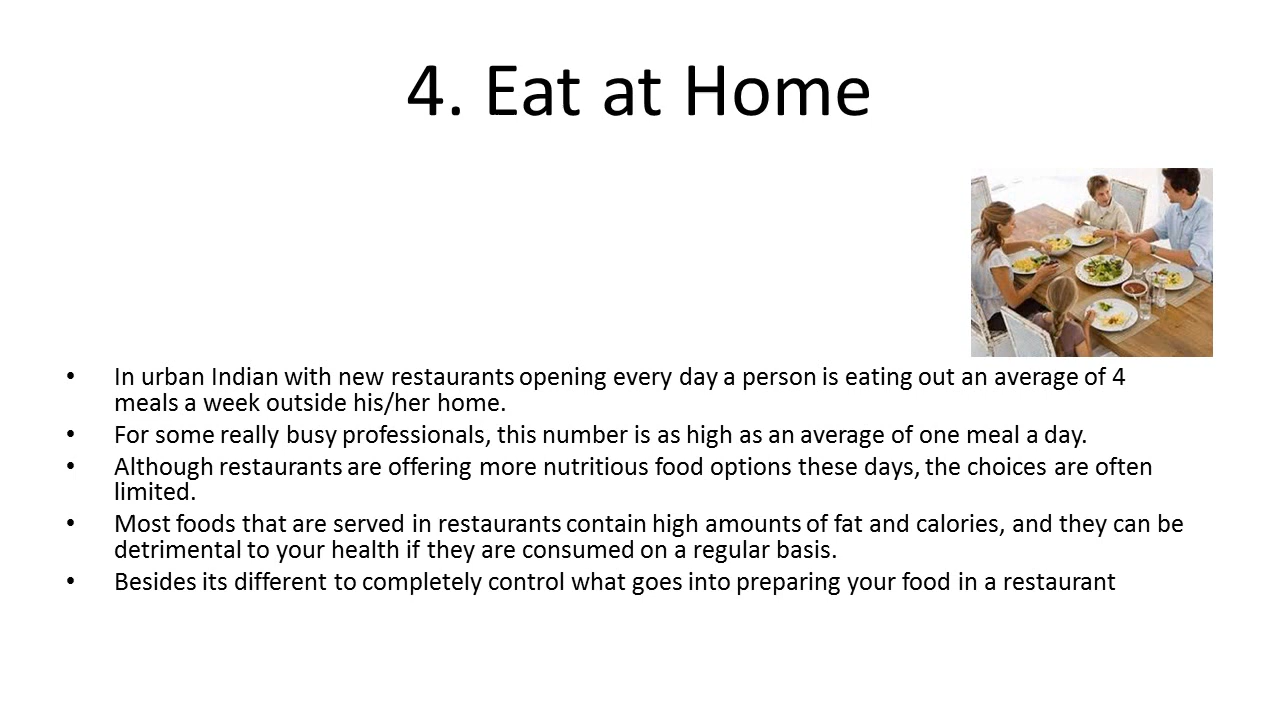 4. Eat at Home
• In urban Indian with new restaurants opening every day a person is eating out an average of 4
meals a week outside his/her home.
• For some really busy professionals, this number is as high as an average of one meal a day.
• Although restaurants are offering more nutritious food options these days, the choices are often
limited.
• Most foods that are served in restaurants contain high amounts of fat and calories, and they can be
detrimental to your health if they are consumed on a regular basis.
• Besides its different to completely control what goes into preparing your food in a restaurant